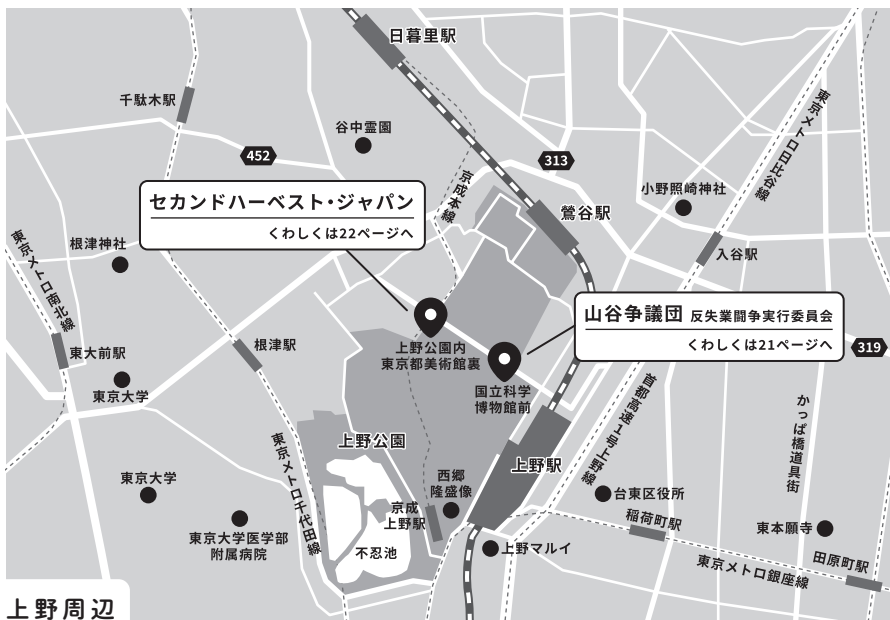 日暮里駅
千駄木駅
谷中霊園
452
313
東京メトロ日比谷線
京成本線
小野照崎神社
セカンドハーベスト・ジャパン
くわしくは22ページへ
鶯谷駅
入谷駅
根津神社
東京メトロ南北線
山谷争議団 反失業闘争実行委員会
くわしくは21ページへ
319
上野公園内
東京都美術館裏
東大前駅
根津駅
東京大学
国立科学
博物館前
首都高速1号上野線
かっぱ橋道具街
上野公園
東京メトロ千代田線
上野駅
西郷
隆盛像
東京大学
台東区役所
京成
上野駅
稲荷町駅
東本願寺
東京大学医学部
附属病院
不忍池
上野マルイ
田原町駅
東京メトロ銀座線
上野周辺